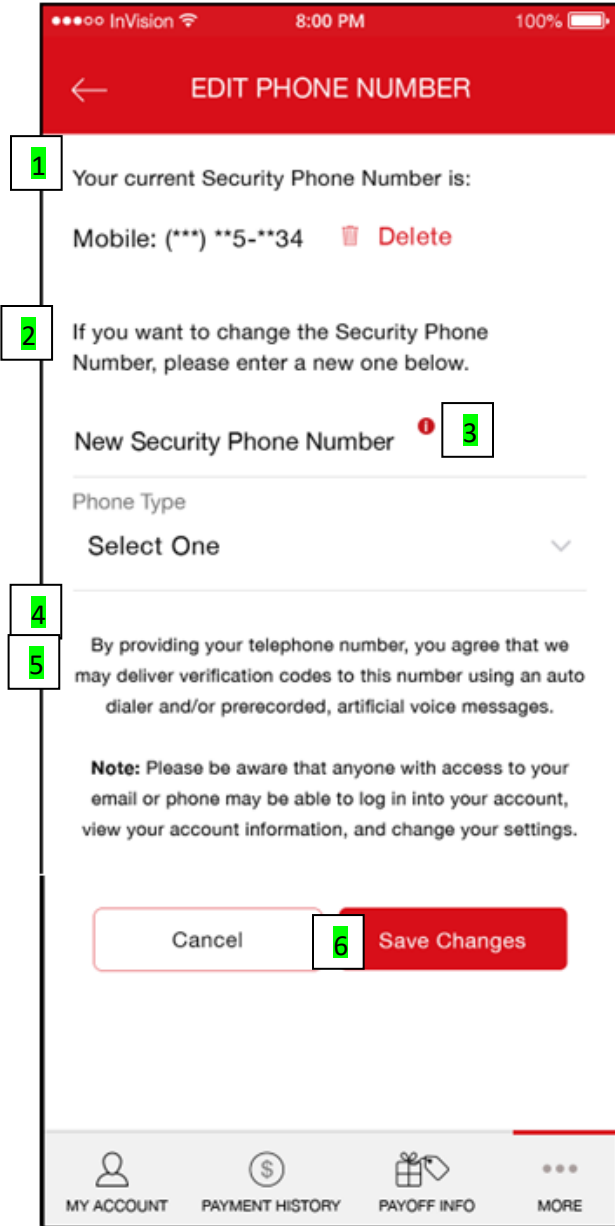 InVision 8:00 PM 100%
EDIT PHONE NUMBER
1
Your current Security Phone Number is:
Mobile: (***) **5-**34 Delete
2
If you want to change the Security Phone
Number, please enter a new one below.
New Security Phone Number i 3
Phone Type
Select One
4
5
By providing your telephone number, you agree that we
may deliver verification codes to this number using an auto
dialer and/or prerecorded, artificial voice messages.
Note: Please be aware that anyone with access to your
email or phone may be able to log in into your account,
view your account information, and change your settings.
Cancel 6 Save Changes
$
MY ACCOUNT PAYMENT HISTORY PAYOFF INFO MORE